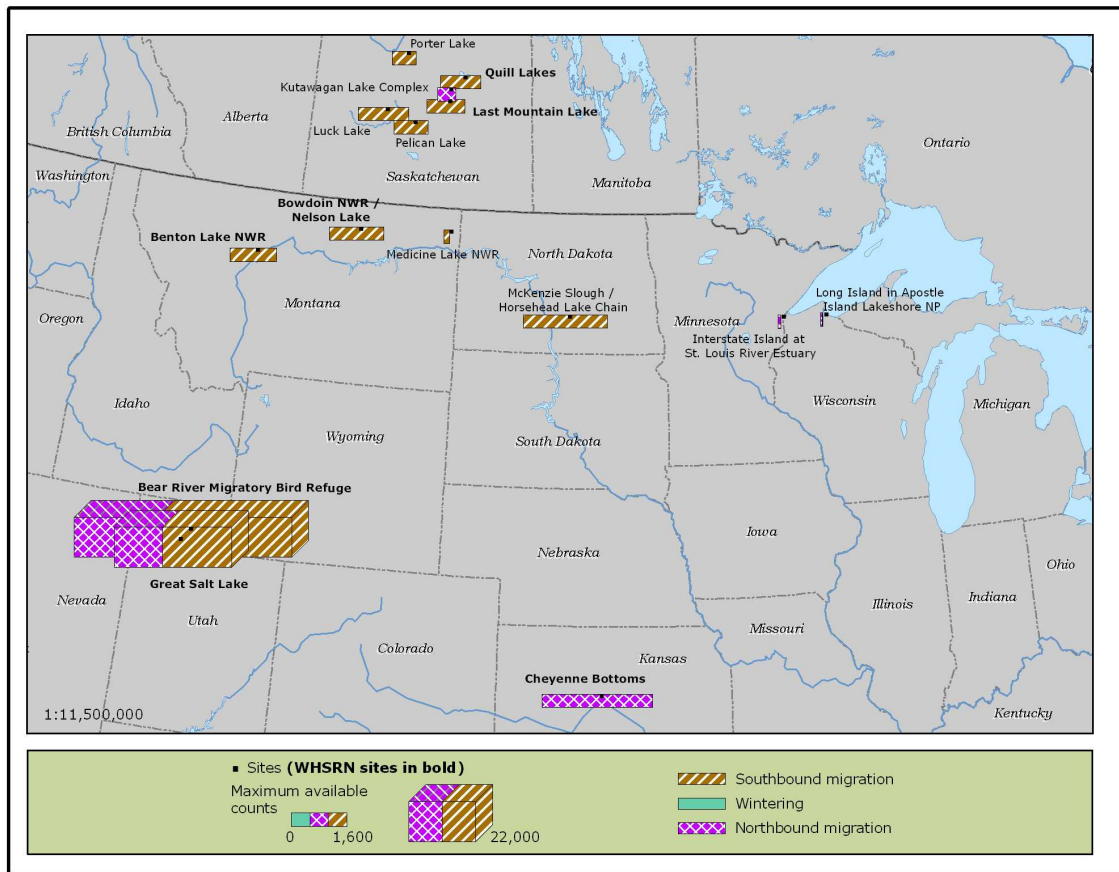 Porter Lake
Quill Lakes
Kutawagan Lake Complex
Last Mountain Lake
Luck Lake
Pelican Lake
Alberta
British Columbia
Ontario
Washington
Saskatchewan
Manitoba
Bowdoin NWR /
Nelson Lake
Benton Lake NWR
Medicine Lake NWR
North Dakota
McKenzie Slough /
Horsehead Lake Chain
Long Island in Apostle
Island Lakeshore NP
Montana
Oregon
Minnesota
Interstate Island at
St. Louis River Estuary
Idaho
Wisconsin
Michigan
Wyoming
South Dakota
Bear River Migratory Bird Refuge
Iowa
Nebraska
Great Salt Lake
Ohio
Nevada
Utah
Illinois
Indiana
Missouri
Colorado
Kansas
Cheyenne Bottoms
1:11,500,000
Kentucky
Sites (WHSRN sites in bold)
Maximum available
counts
0 1,600
22,000
Southbound migration
Wintering
Northbound migration